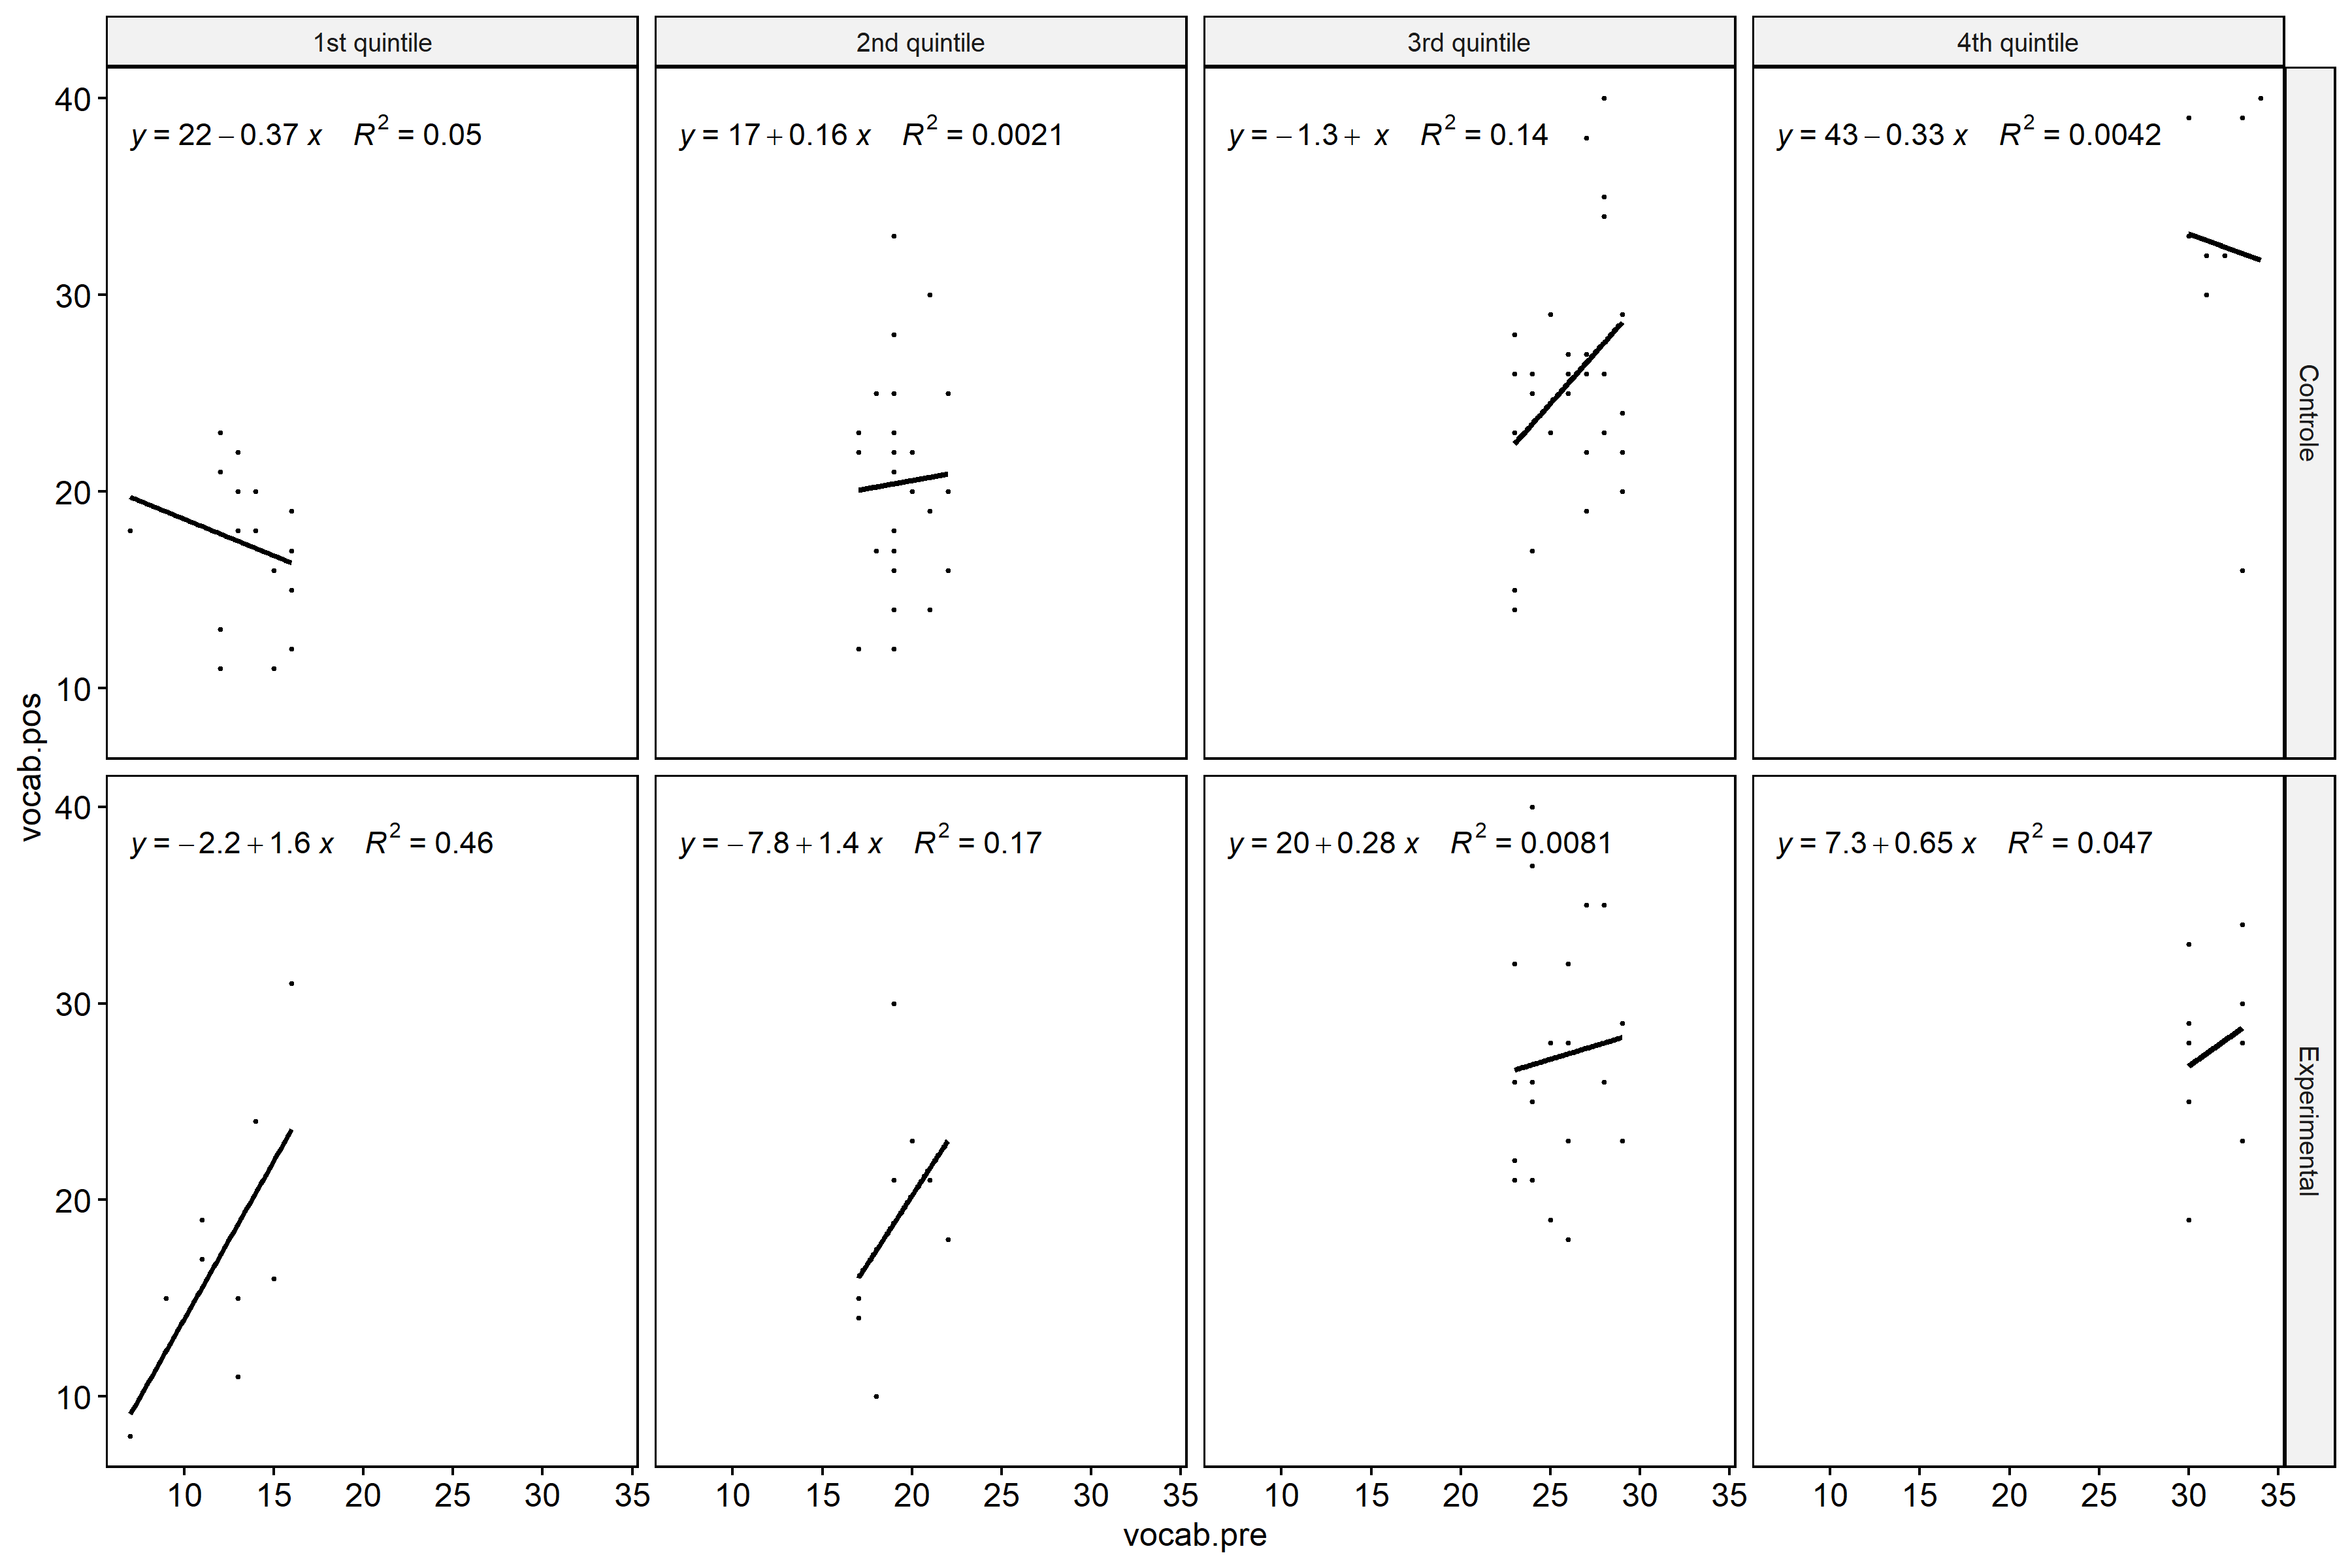 1st quintile 2nd quintile 3rd quintile 4th quintile
40
y = 22 − 0.37 x R² = 0.05
y = 17 + 0.16 x R² = 0.0021
y = − 1.3 + x R² = 0.14
y = 43 − 0.33 x R² = 0.0042
30
20
10
Controle
vocab.pos
40
y = − 2.2 + 1.6 x R² = 0.46
y = − 7.8 + 1.4 x R² = 0.17
y = 20 + 0.28 x R² = 0.0081
y = 7.3 + 0.65 x R² = 0.047
30
20
10
Experimental
10 15 20 25 30 35 10 15 20 25 30 35 10 15 20 25 30 35 10 15 20 25 30 35
vocab.pre